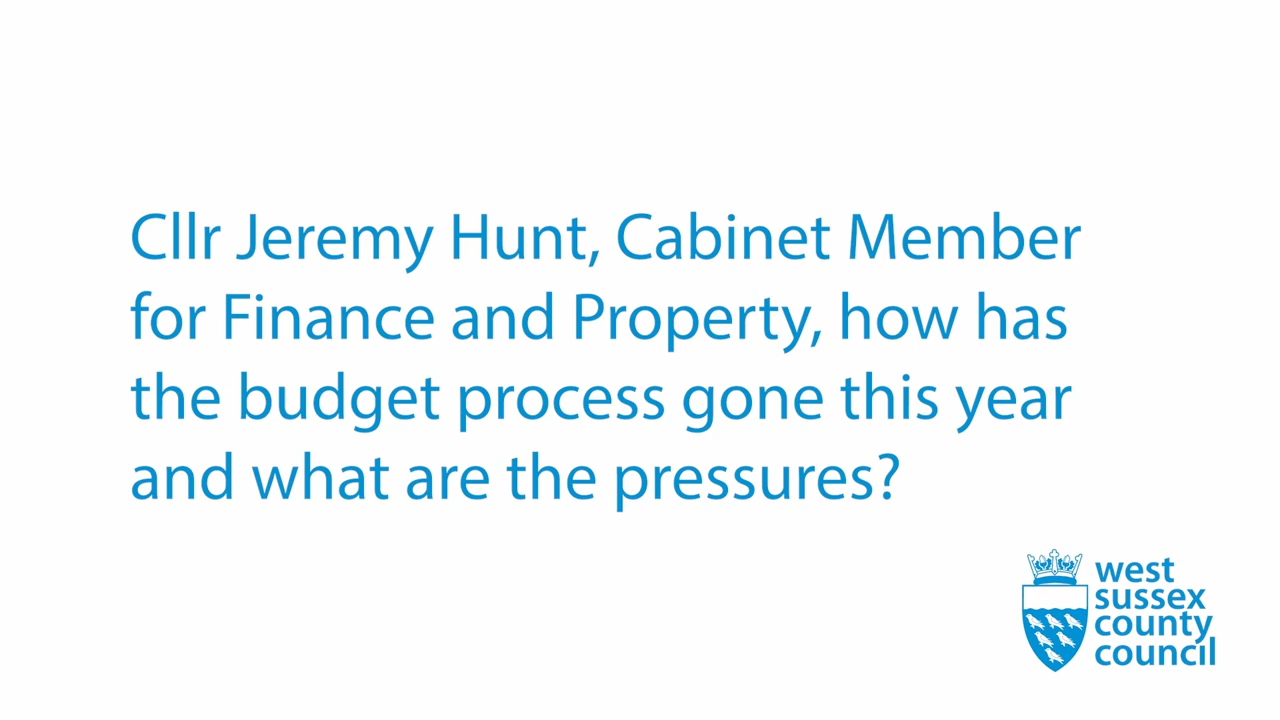 Cllr Jeremy Hunt, Cabinet Member
for Finance and Property, how has
the budget process gone this year
and what are the pressures?
west
sussex
county
council